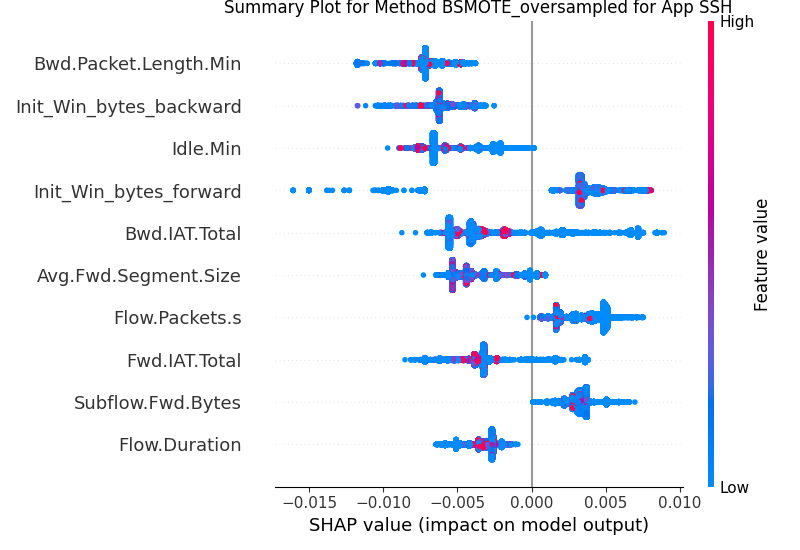 Summary Plot for Method BSMOTE_oversampled for App SSH
High
Bwd.Packet.Length.Min
Init_Win_bytes_backward
Idle.Min
Init_Win_bytes_forward
Bwd.IAT.Total
Avg.Fwd.Segment.Size
Flow.Packets.s
Fwd.IAT.Total
Subflow.Fwd.Bytes
Flow.Duration
Feature value
Low
−0.015 −0.010 −0.005 0.000 0.005 0.010
SHAP value (impact on model output)